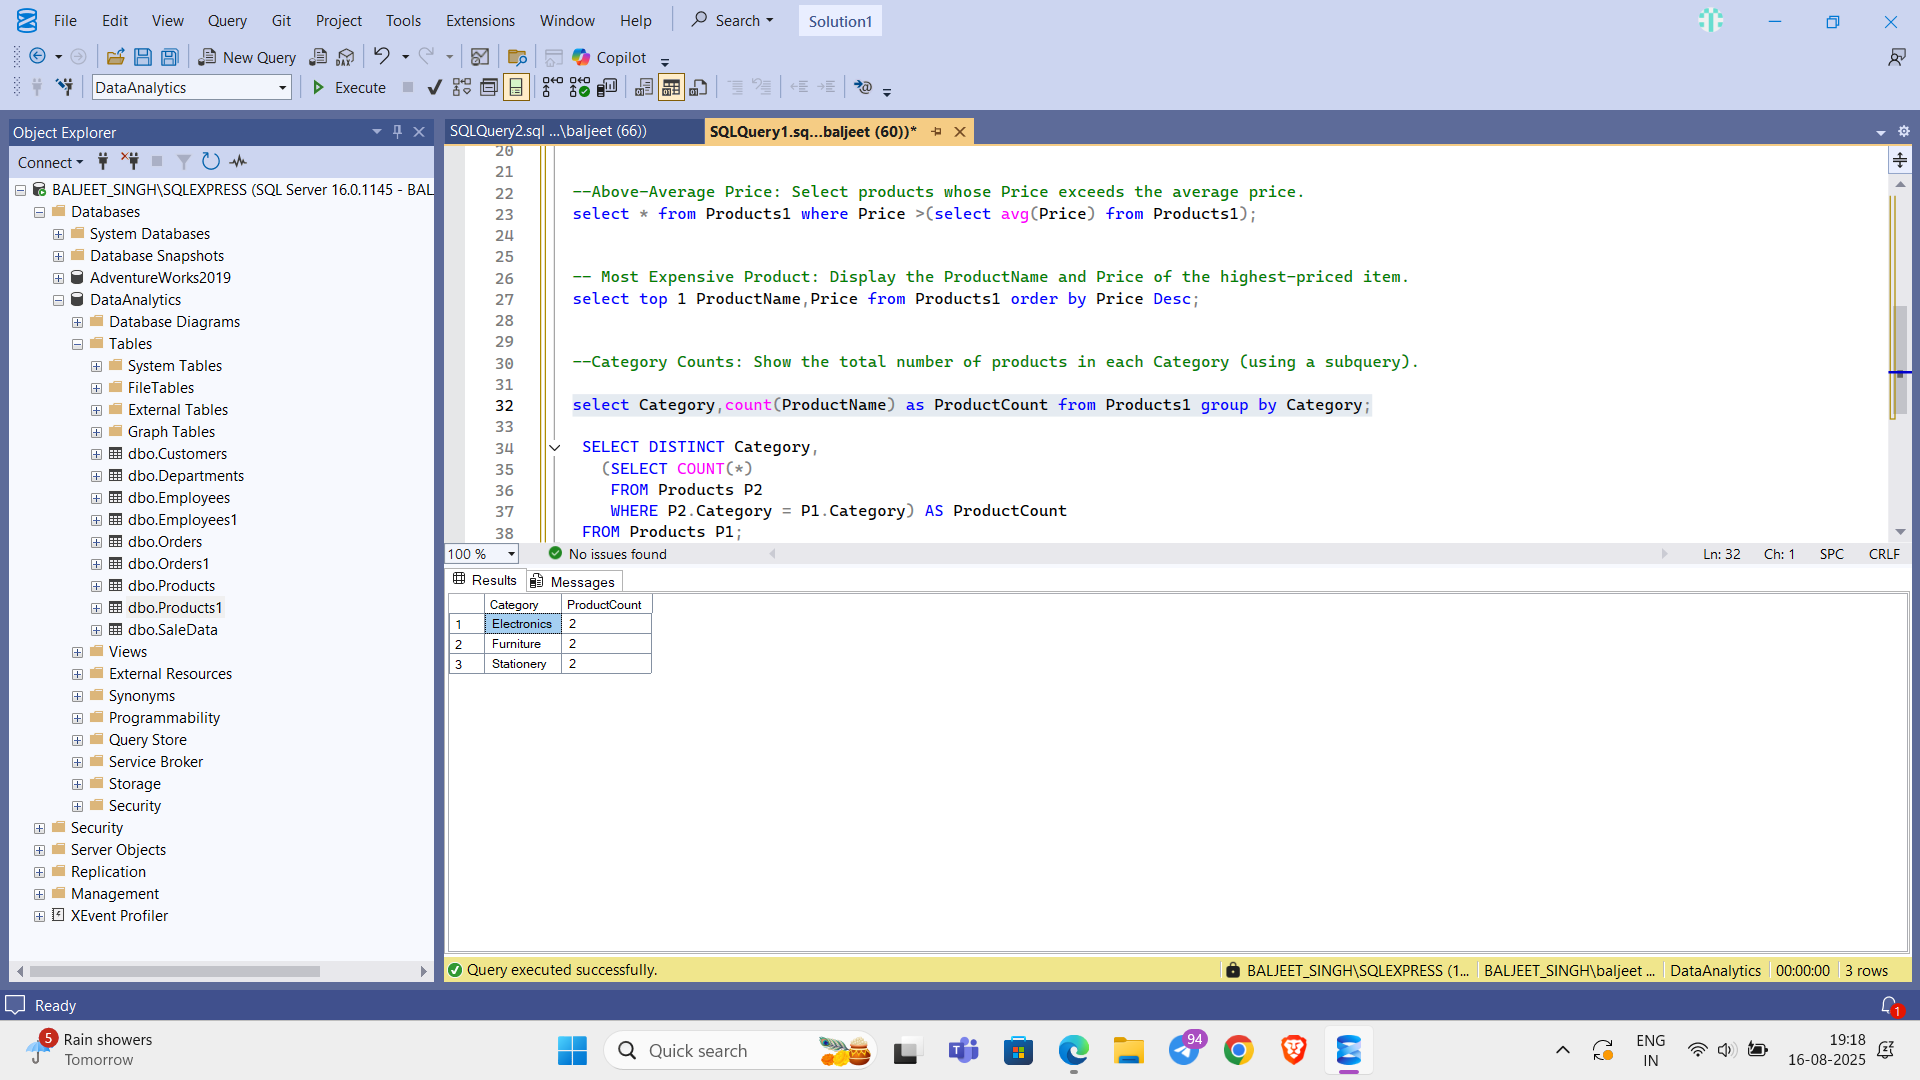 File Edit View Query Git Project Tools Extensions Window Help Search Solution1
New Query DAX Copilot
DataAnalytics Execute
Object Explorer
Connect
BALJEET_SINGH\SQLEXPRESS (SQL Server 16.0.1145 - BAL
Databases
System Databases
Database Snapshots
AdventureWorks2019
DataAnalytics
Database Diagrams
Tables
System Tables
FileTables
External Tables
Graph Tables
dbo.Customers
dbo.Departments
dbo.Employees
dbo.Employees1
dbo.Orders
dbo.Orders1
dbo.Products
dbo.Products1
dbo.SaleData
Views
External Resources
Synonyms
Programmability
Query Store
Service Broker
Storage
Security
Security
Server Objects
Replication
Management
XEvent Profiler
SQLQuery2.sql ...\baljeet (66)) SQLQuery1.sq...baljeet (60))*
20
21
22 --Above-Average Price: Select products whose Price exceeds the average price.
23 select * from Products1 where Price >(select avg(Price) from Products1);
24
25
26 -- Most Expensive Product: Display the ProductName and Price of the highest-priced item.
27 select top 1 ProductName,Price from Products1 order by Price Desc;
28
29
30 --Category Counts: Show the total number of products in each Category (using a subquery).
31
32 select Category,count(ProductName) as ProductCount from Products1 group by Category;
33
34 SELECT DISTINCT Category,
35 (SELECT COUNT(*)
36 FROM Products P2
37 WHERE P2.Category = P1.Category) AS ProductCount
38 FROM Products P1;
100 % No issues found Ln: 32 Ch: 1 SPC CRLF
Results Messages
Category ProductCount
1 Electronics 2
2 Furniture 2
3 Stationery 2
Query executed successfully. BALJEET_SINGH\SQLEXPRESS (1... BALJEET_SINGH\baljeet ... DataAnalytics 00:00:00 3 rows
Ready 1
5 Rain showers
Tomorrow
Quick search
94
ENG
IN
19:18
16-08-2025